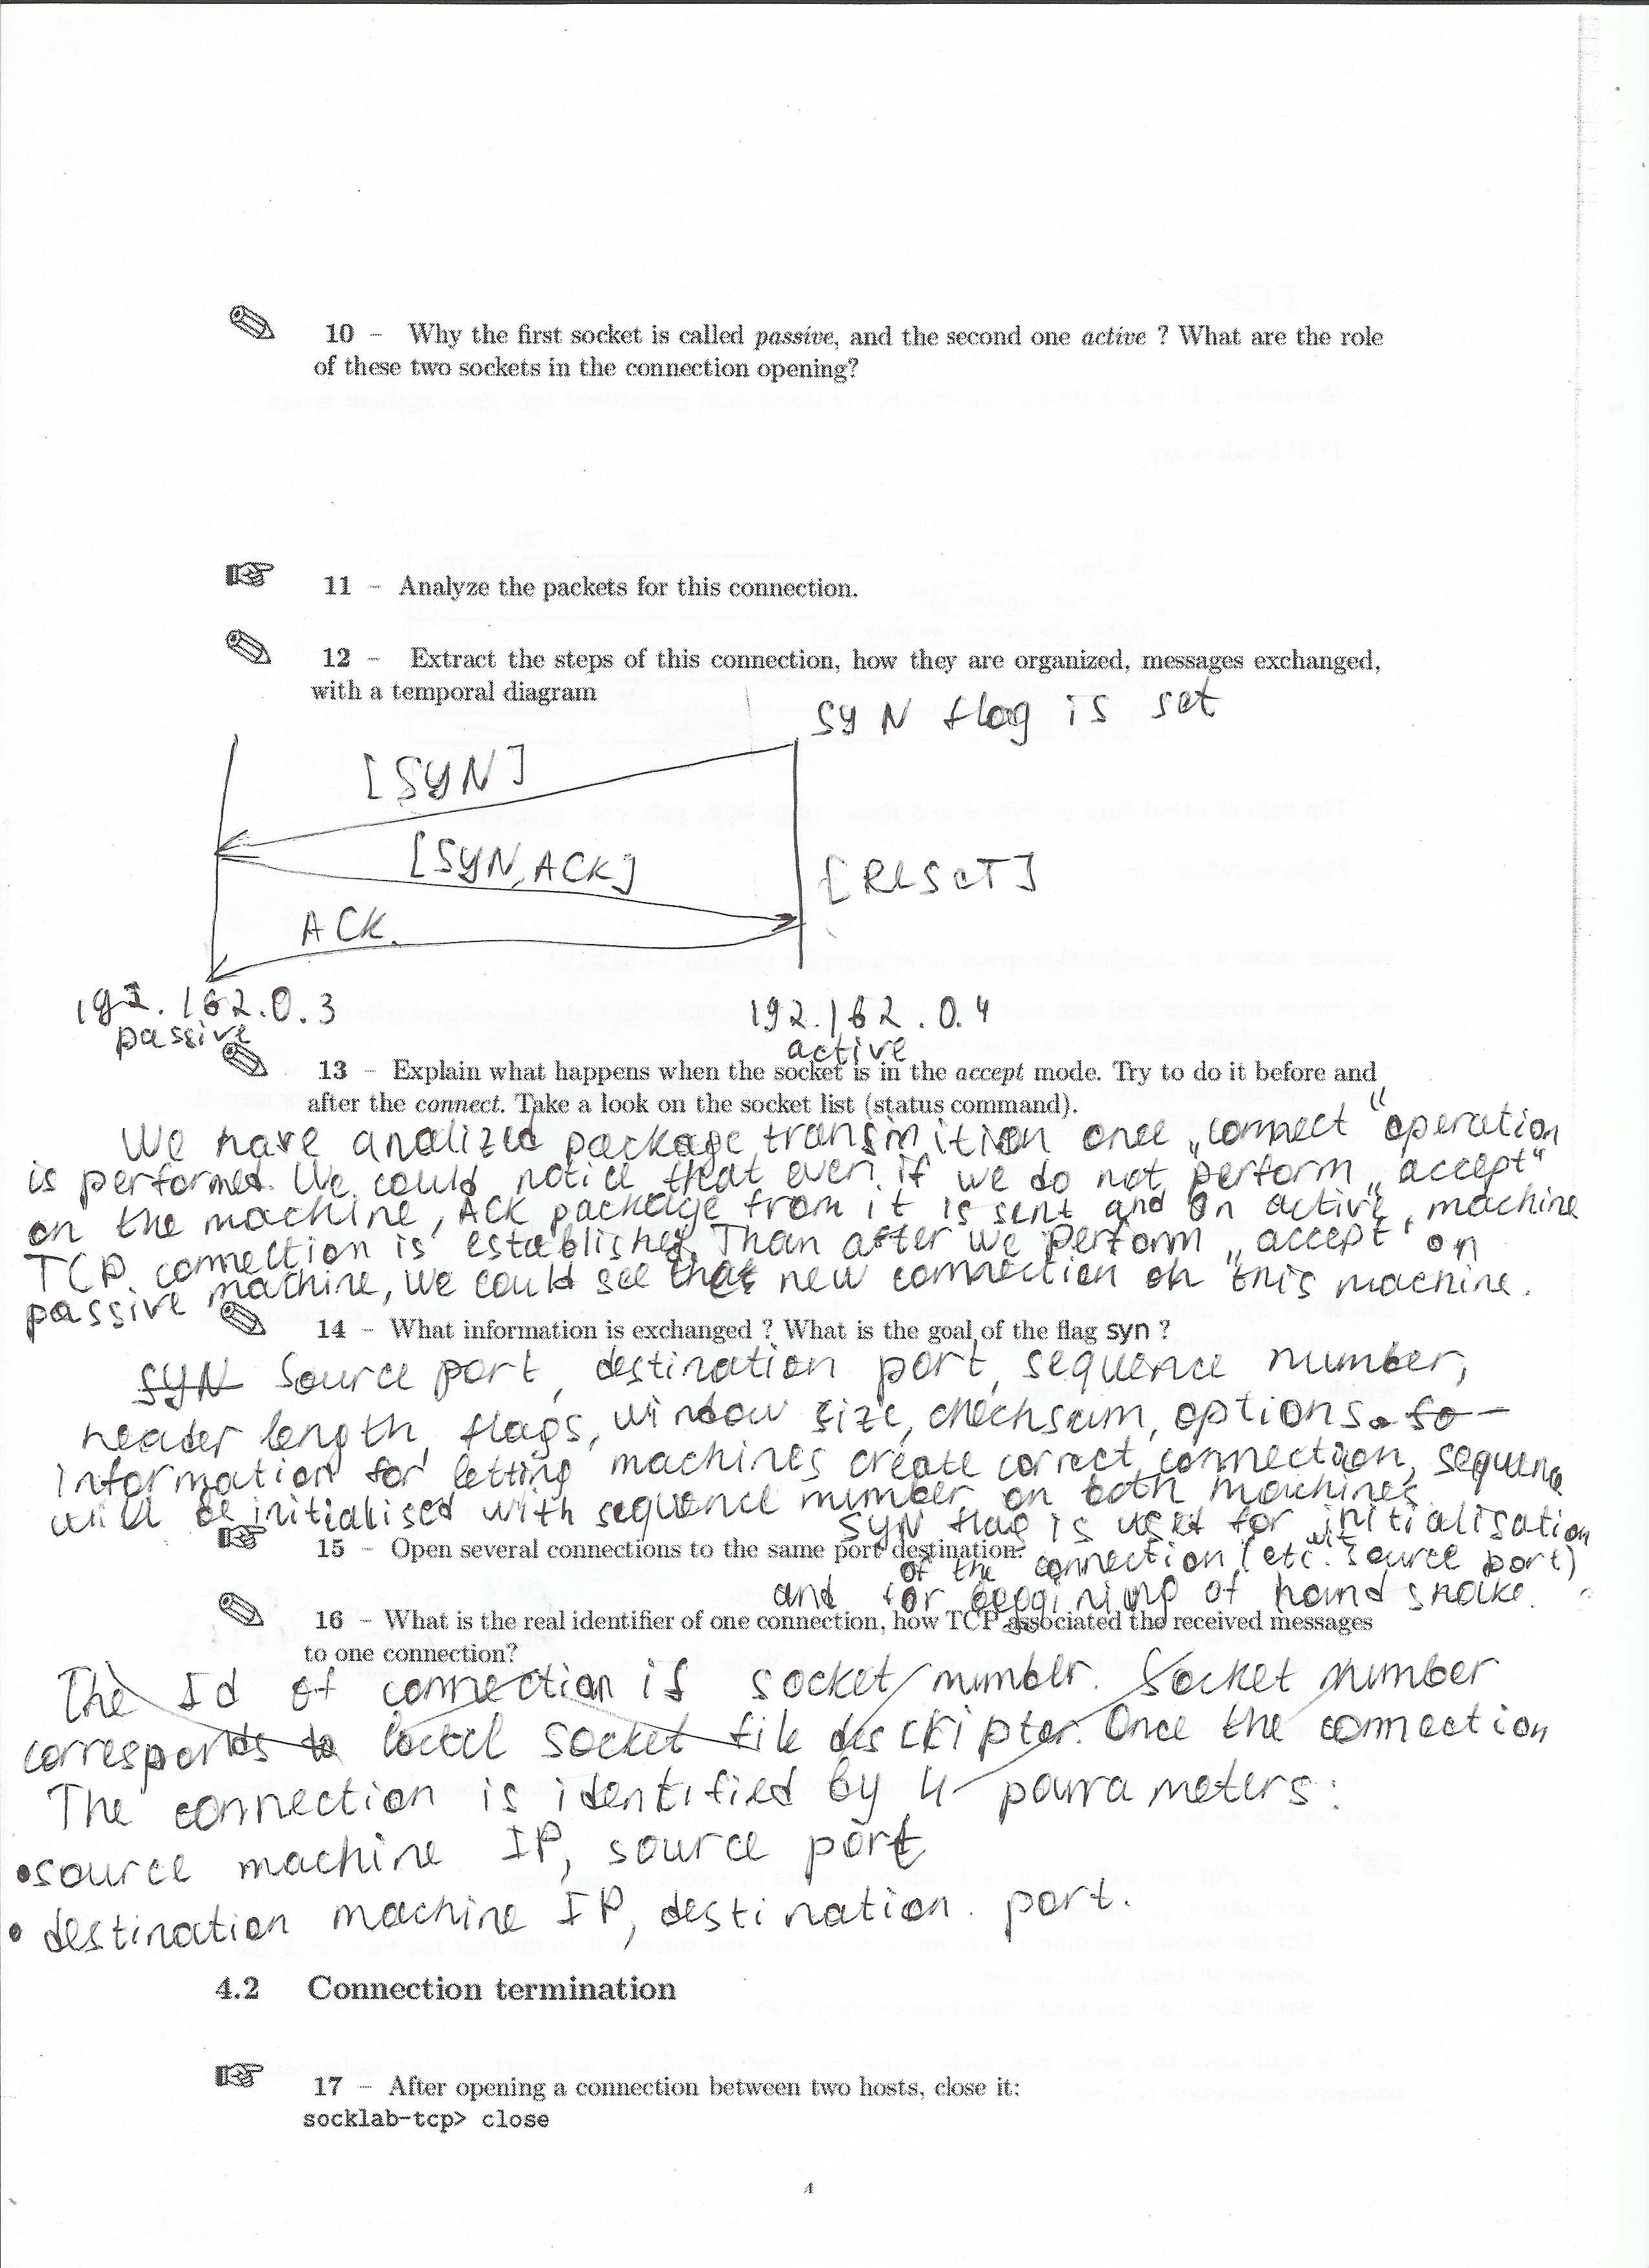 10 – Why the first socket is called passive, and the second one active ? What are the role
of these two sockets in the connection opening?
11 – Analyze the packets for this connection.
12 – Extract the steps of this connection, how they are organized, messages exchanged,
with a temporal diagram
SYN flag is set
[SYN]
[SYN, ACK]
[RESET]
ACK.
192.162.0.3
passive
192.162.0.4
active
13 – Explain what happens when the socket is in the accept mode. Try to do it before and
after the connect. Take a look on the socket list (status command).
We have analized package transmition once „connect" operation
is performed. We could notice that even if we do not perform „accept"
on the machine, ACK package from it is sent and on active machine
TCP connection is established. Than after we perform „accept" on
passive machine, we could see that new connection on this machine.
14 – What information is exchanged ? What is the goal of the flag syn ?
SYN Source port, destination port, sequence number,
header length, flags, window size, checksum, options. so
Information for letting machines create correct connection, sequence
will be initialised with sequence number on both machines.
SYN flag is used for initialisation
15 – Open several connections to the same port destination.
of the connection (etc. source port)
and for beggining of hand shake.
16 – What is the real identifier of one connection, how TCP associated the received messages
to one connection?
The Id of connection is socket number. Socket number
corresponds to local socket file descripter. Once the connection
The connection is identified by 4 parrameters:
• source machine IP, source port
• destination machine IP, destination port.
4.2 Connection termination
17 – After opening a connection between two hosts, close it:
socklab-tcp> close
4